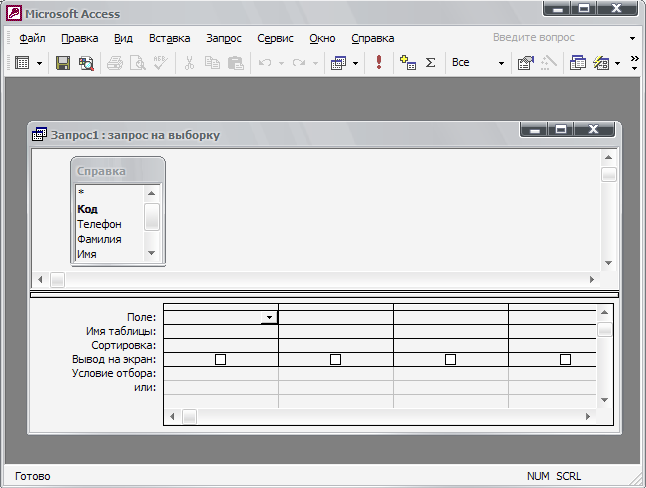 Microsoft Access
Файл Правка Вид Вставка Запрос Сервис Окно Справка Введите вопрос
ABC Σ Все
Запрос1 : запрос на выборку
Справка
*
Код
Телефон
Фамилия
Имя
Поле:
Имя таблицы:
Сортировка:
Вывод на экран:
Условие отбора:
или:
Готово NUM SCRL